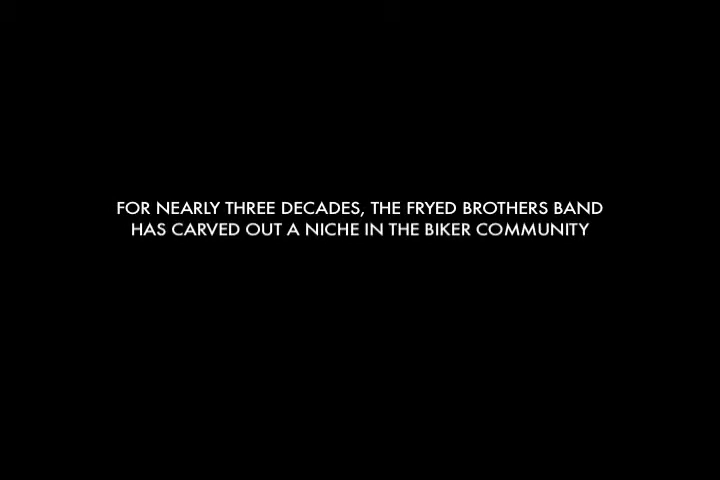 FOR NEARLY THREE DECADES, THE FRYED BROTHERS BAND
HAS CARVED OUT A NICHE IN THE BIKER COMMUNITY